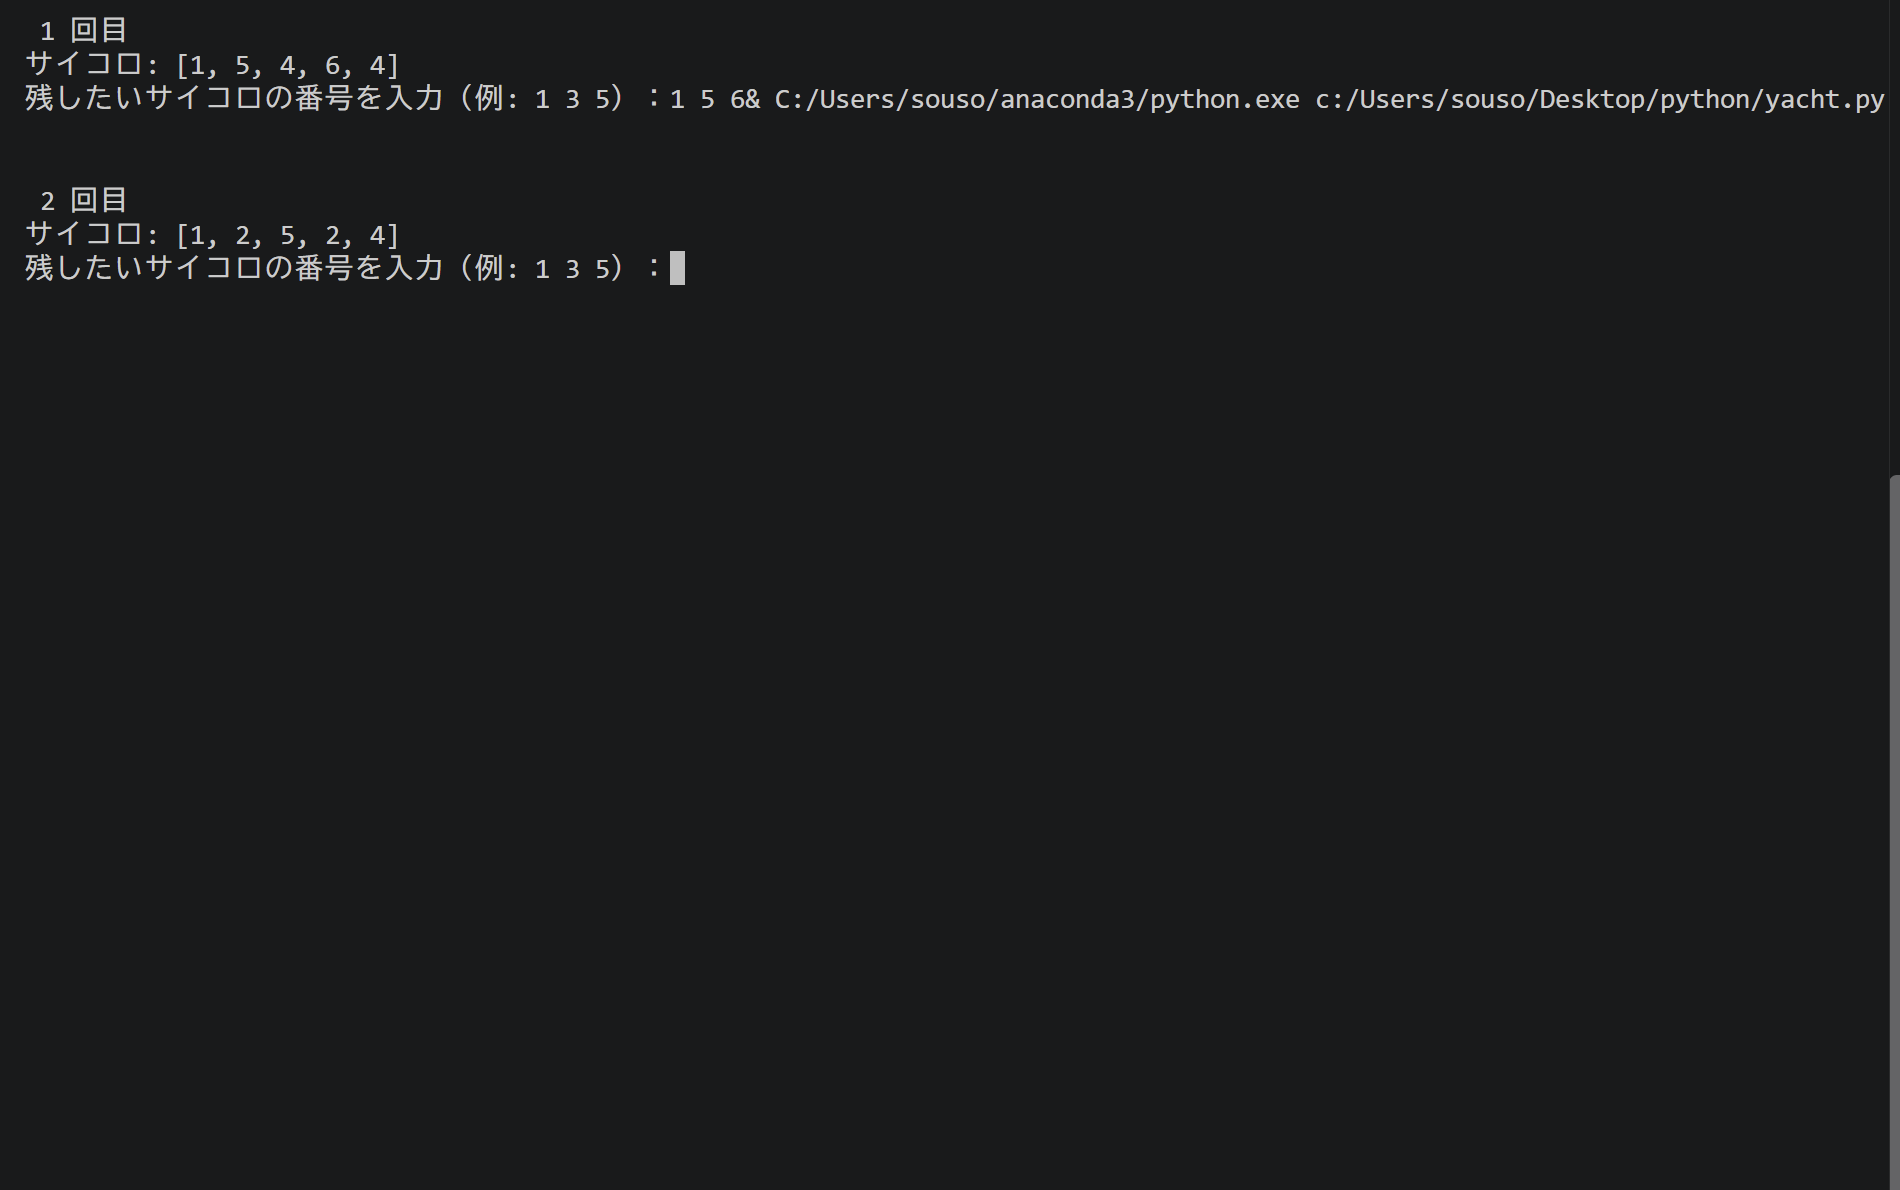 1 回目
サイコロ: [1, 5, 4, 6, 4]
残したいサイコロの番号を入力（例: 1 3 5）：1 5 6& C:/Users/souso/anaconda3/python.exe c:/Users/souso/Desktop/python/yacht.py
2 回目
サイコロ: [1, 2, 5, 2, 4]
残したいサイコロの番号を入力（例: 1 3 5）：